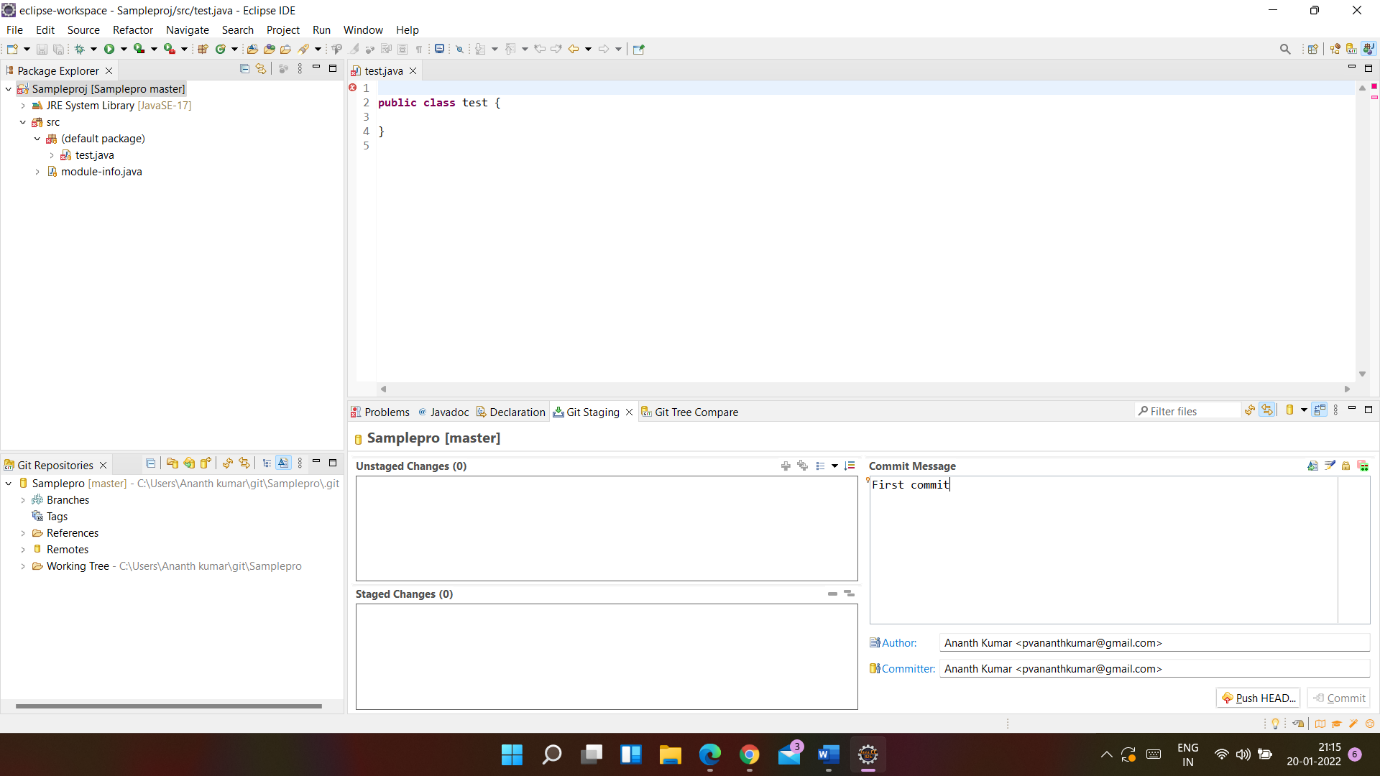 eclipse-workspace - Sampleproj/src/test.java - Eclipse IDE
File Edit Source Refactor Navigate Search Project Run Window Help
Package Explorer
Sampleproj [Samplepro master]
JRE System Library [JavaSE-17]
src
(default package)
test.java
module-info.java
test.java
1
2 public class test {
3
4 }
5
Git Repositories
Samplepro [master] - C:\Users\Ananth kumar\git\Samplepro\.git
Branches
Tags
References
Remotes
Working Tree - C:\Users\Ananth kumar\git\Samplepro
Problems Javadoc Declaration Git Staging Git Tree Compare
Filter files
Samplepro [master]
Unstaged Changes (0)
Staged Changes (0)
Commit Message
First commit
Author: Ananth Kumar <pvananthkumar@gmail.com>
Committer: Ananth Kumar <pvananthkumar@gmail.com>
Push HEAD... Commit
3
ENG
IN
21:15
20-01-2022
6